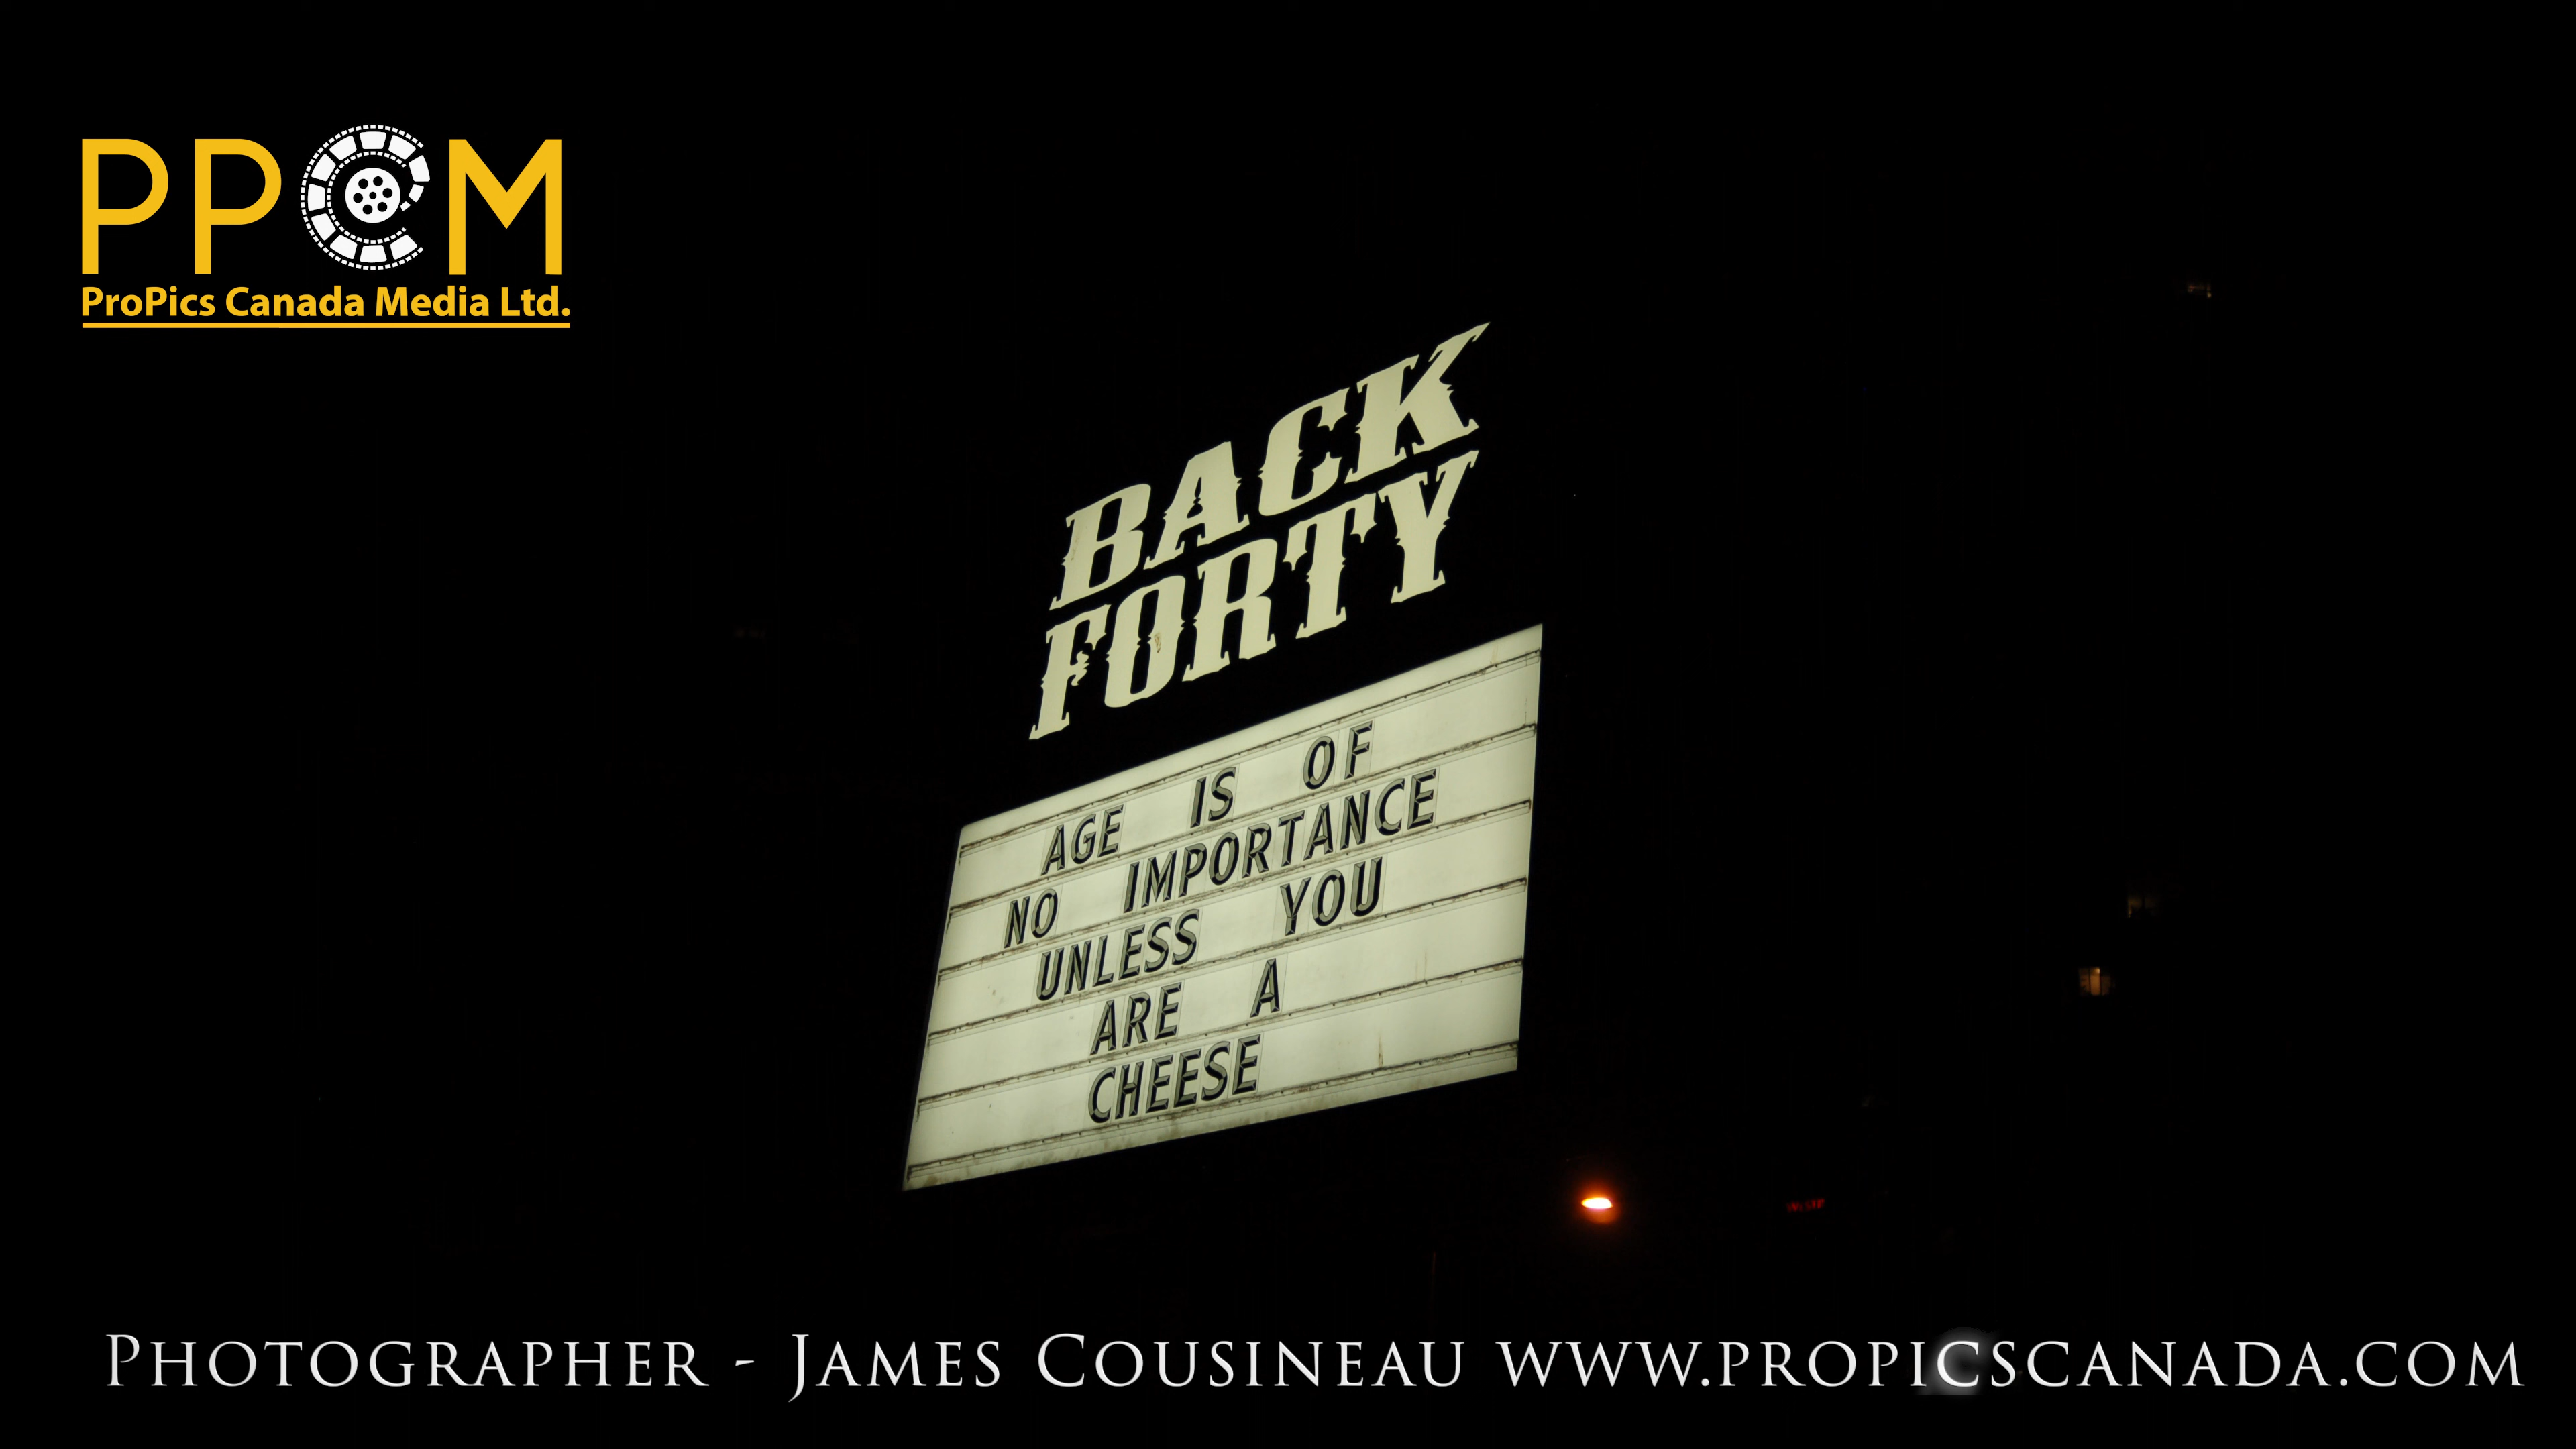 PPCM
ProPics Canada Media Ltd.
BACK
FORTY
AGE IS OF
NO IMPORTANCE
UNLESS YOU
ARE A
CHEESE
PHOTOGRAPHER - JAMES COUSINEAU WWW.PROPICSCANADA.COM